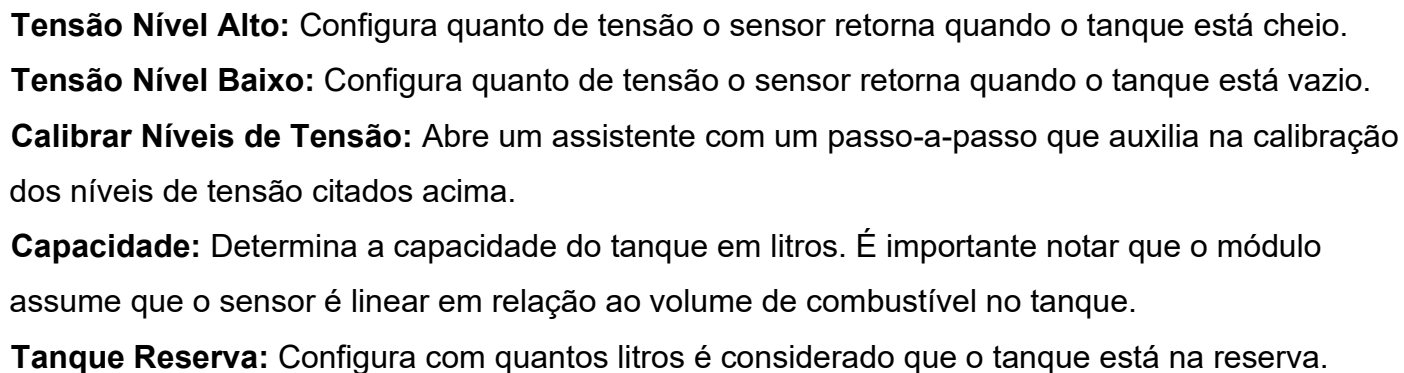 Tensão Nível Alto: Configura quanto de tensão o sensor retorna quando o tanque está cheio.
Tensão Nível Baixo: Configura quanto de tensão o sensor retorna quando o tanque está vazio.
Calibrar Níveis de Tensão: Abre um assistente com um passo-a-passo que auxilia na calibração
dos níveis de tensão citados acima.
Capacidade: Determina a capacidade do tanque em litros. É importante notar que o módulo
assume que o sensor é linear em relação ao volume de combustível no tanque.
Tanque Reserva: Configura com quantos litros é considerado que o tanque está na reserva.